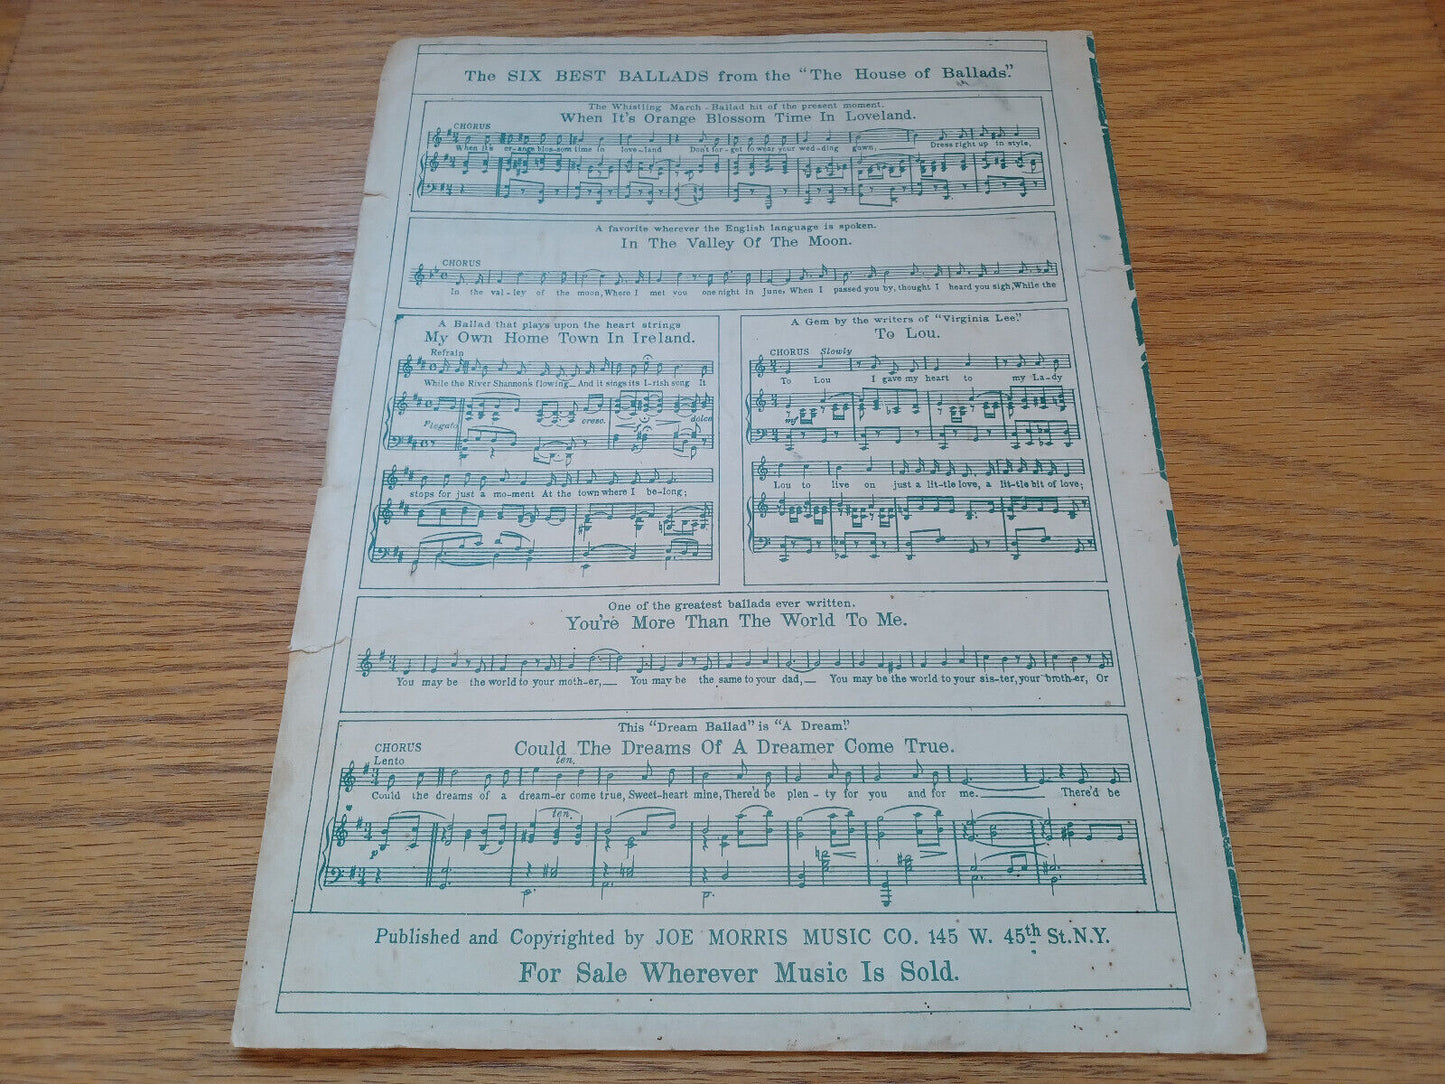 The SIX BEST BALLADS from the "The House of Ballads."
The Whistling March-Ballad hit of the present moment.
When It's Orange Blossom Time In Loveland.
CHORUS
When it's or-ange blos-som time in love-land Don't for-get to wear your wed-ding gown, Dress right up in style,
A favorite wherever the English language is spoken.
In The Valley Of The Moon.
CHORUS
In the val-ley of the moon, Where I met you one night in June, When I passed you by, thought I heard you sigh, While the
A Ballad that plays upon the heart strings
My Own Home Town In Ireland.
Refrain
While the River Shannon's flowing And it sings its I-rish song It
cresc. dolce
stops for just a mo-ment At the town where I be-long;
A Gem by the writers of "Virginia Lee."
To Lou.
CHORUS Slowly
To Lou I gave my heart to my La-dy
mf
Lou to live on just a lit-tle love, a lit-tle bit of love;
One of the greatest ballads ever written.
You're More Than The World To Me.
You may be the world to your moth-er, You may be the same to your dad, You may be the world to your sis-ter, your broth-er, Or
This "Dream Ballad" is "A Dream."
Could The Dreams Of A Dreamer Come True.
CHORUS
Lento ten.
Could the dreams of a dream-er come true, Sweet-heart mine, There'd be plen-ty for you and for me. There'd be
ten.
p
Published and Copyrighted by JOE MORRIS MUSIC CO. 145 W. 45th St. N.Y.
For Sale Wherever Music Is Sold.